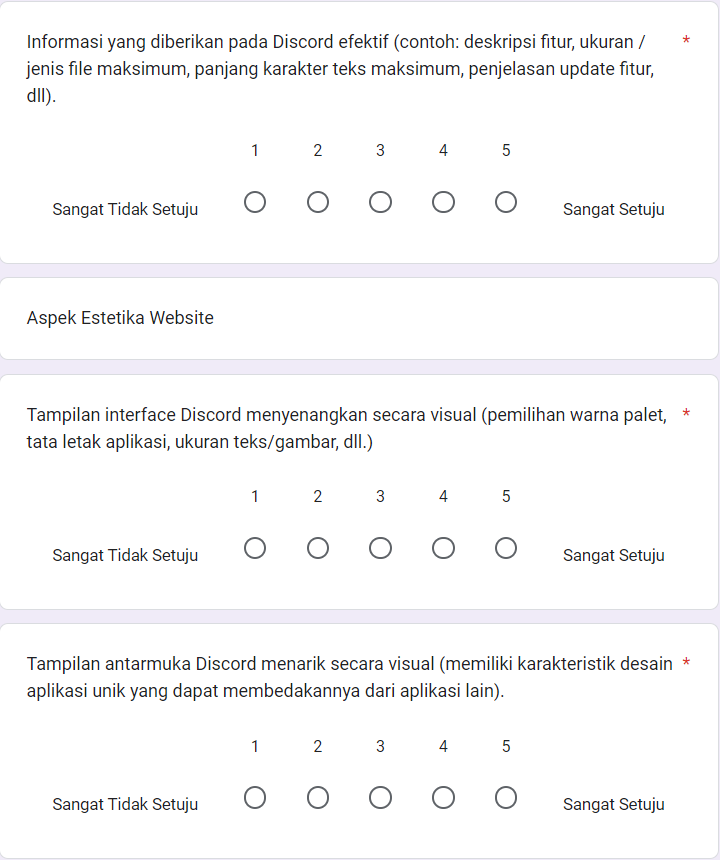 Informasi yang diberikan pada Discord efektif (contoh: deskripsi fitur, ukuran / *
jenis file maksimum, panjang karakter teks maksimum, penjelasan update fitur,
dll).
1 2 3 4 5
Sangat Tidak Setuju Sangat Setuju
Aspek Estetika Website
Tampilan interface Discord menyenangkan secara visual (pemilihan warna palet, *
tata letak aplikasi, ukuran teks/gambar, dll.)
1 2 3 4 5
Sangat Tidak Setuju Sangat Setuju
Tampilan antarmuka Discord menarik secara visual (memiliki karakteristik desain *
aplikasi unik yang dapat membedakannya dari aplikasi lain).
1 2 3 4 5
Sangat Tidak Setuju Sangat Setuju